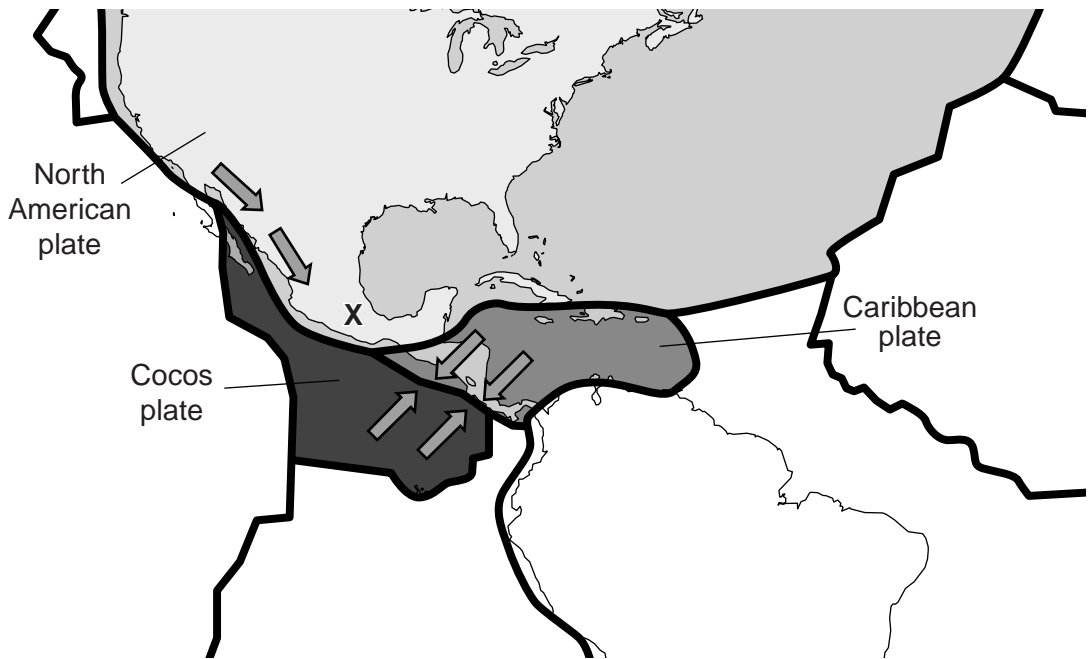 North
American
plate
X
Caribbean
plate
Cocos
plate